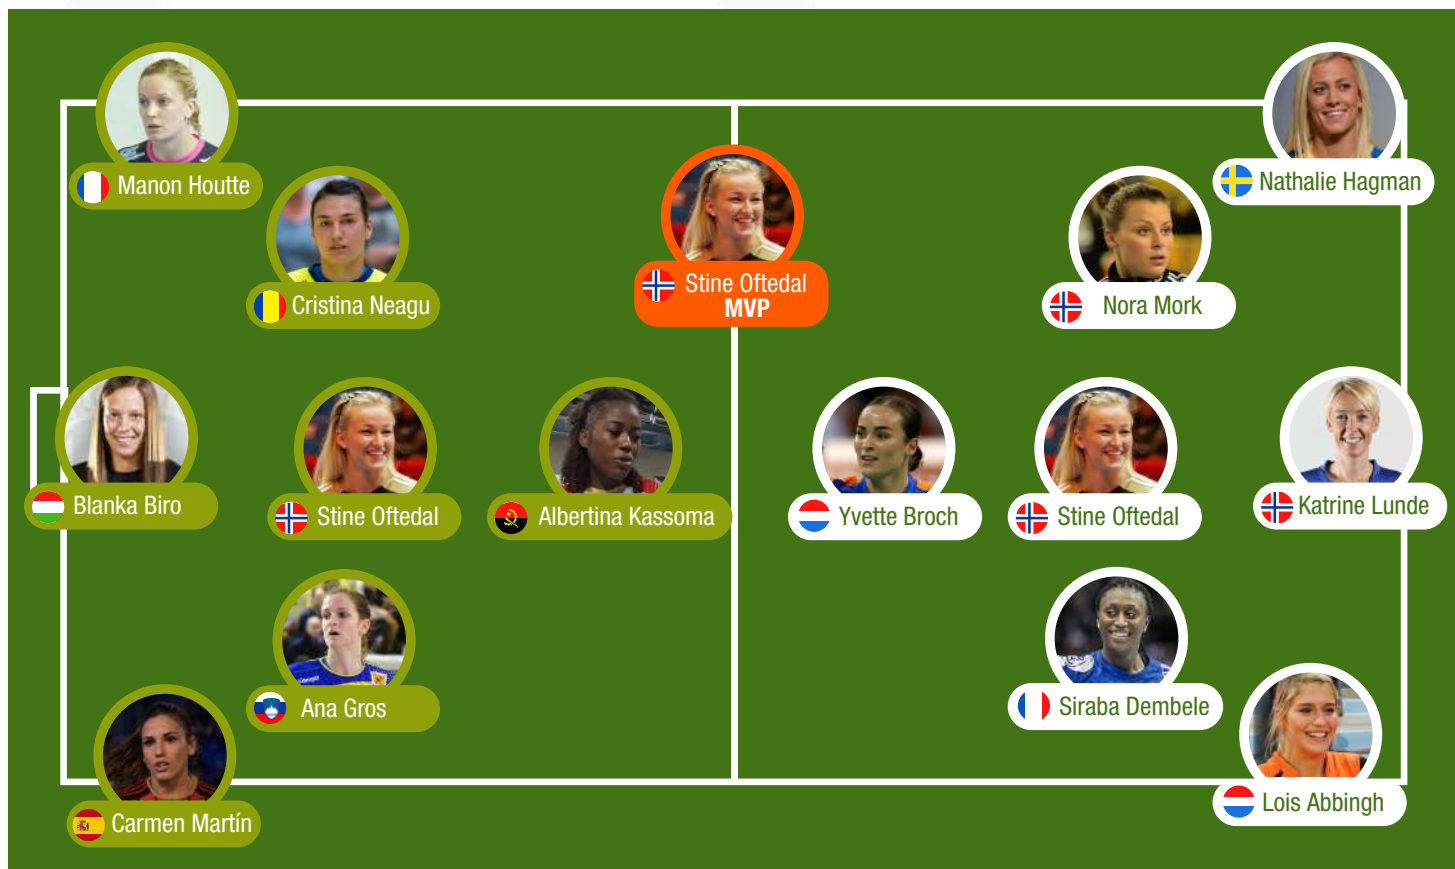 Manon Houtte
Nathalie Hagman
Stine Oftedal
MVP
Cristina Neagu
Nora Mork
Blanka Biro
Stine Oftedal
Albertina Kassoma
Yvette Broch
Stine Oftedal
Katrine Lunde
Ana Gros
Siraba Dembele
Carmen Martín
Lois Abbingh